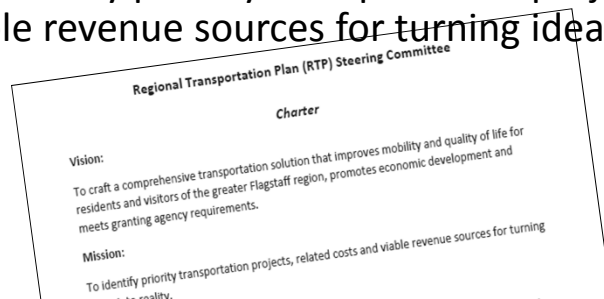 le revenue sources for turning idea
Regional Transportation Plan (RTP) Steering Committee
Charter
Vision:
To craft a comprehensive transportation solution that improves mobility and quality of life for
residents and visitors of the greater Flagstaff region, promotes economic development and
meets granting agency requirements.
Mission:
To identify priority transportation projects, related costs and viable revenue sources for turning
reality.